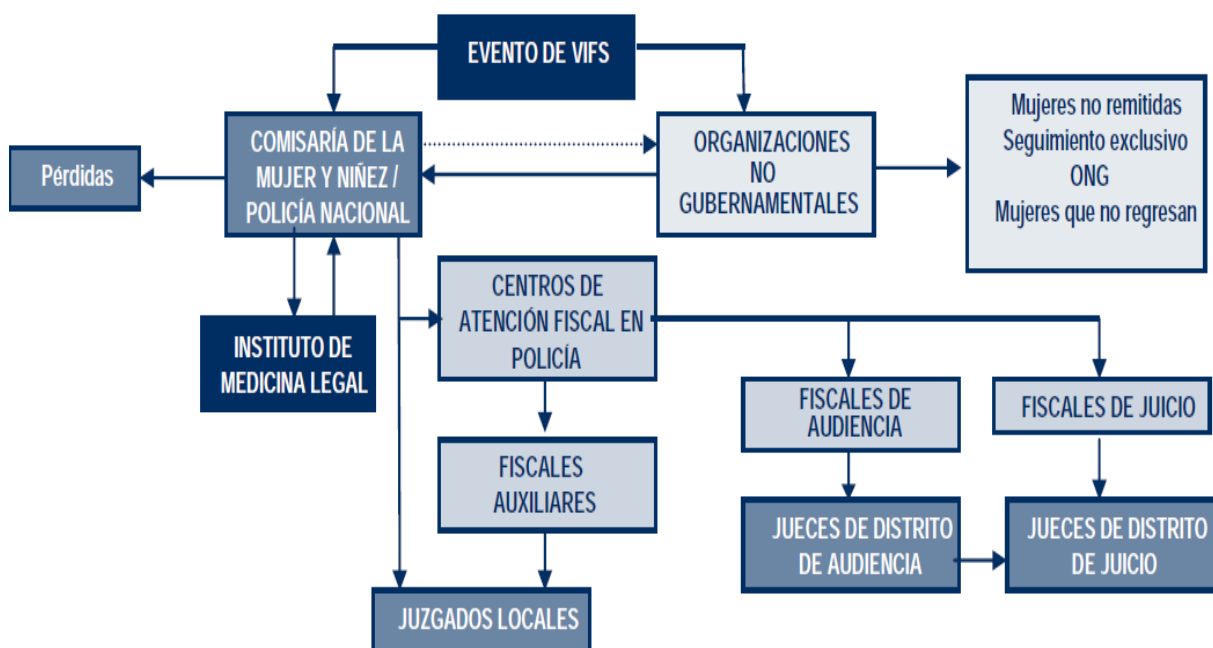 EVENTO DE VIFS
COMISARÍA DE LA
MUJER Y NIÑEZ /
POLICÍA NACIONAL
ORGANIZACIONES
NO
GUBERNAMENTALES
Mujeres no remitidas
Seguimiento exclusivo
ONG
Mujeres que no regresan
Pérdidas
CENTROS DE
ATENCIÓN FISCAL EN
POLICÍA
INSTITUTO DE
MEDICINA LEGAL
FISCALES DE
AUDIENCIA
FISCALES DE JUICIO
FISCALES
AUXILIARES
JUECES DE DISTRITO
DE AUDIENCIA
JUECES DE DISTRITO
DE JUICIO
JUZGADOS LOCALES